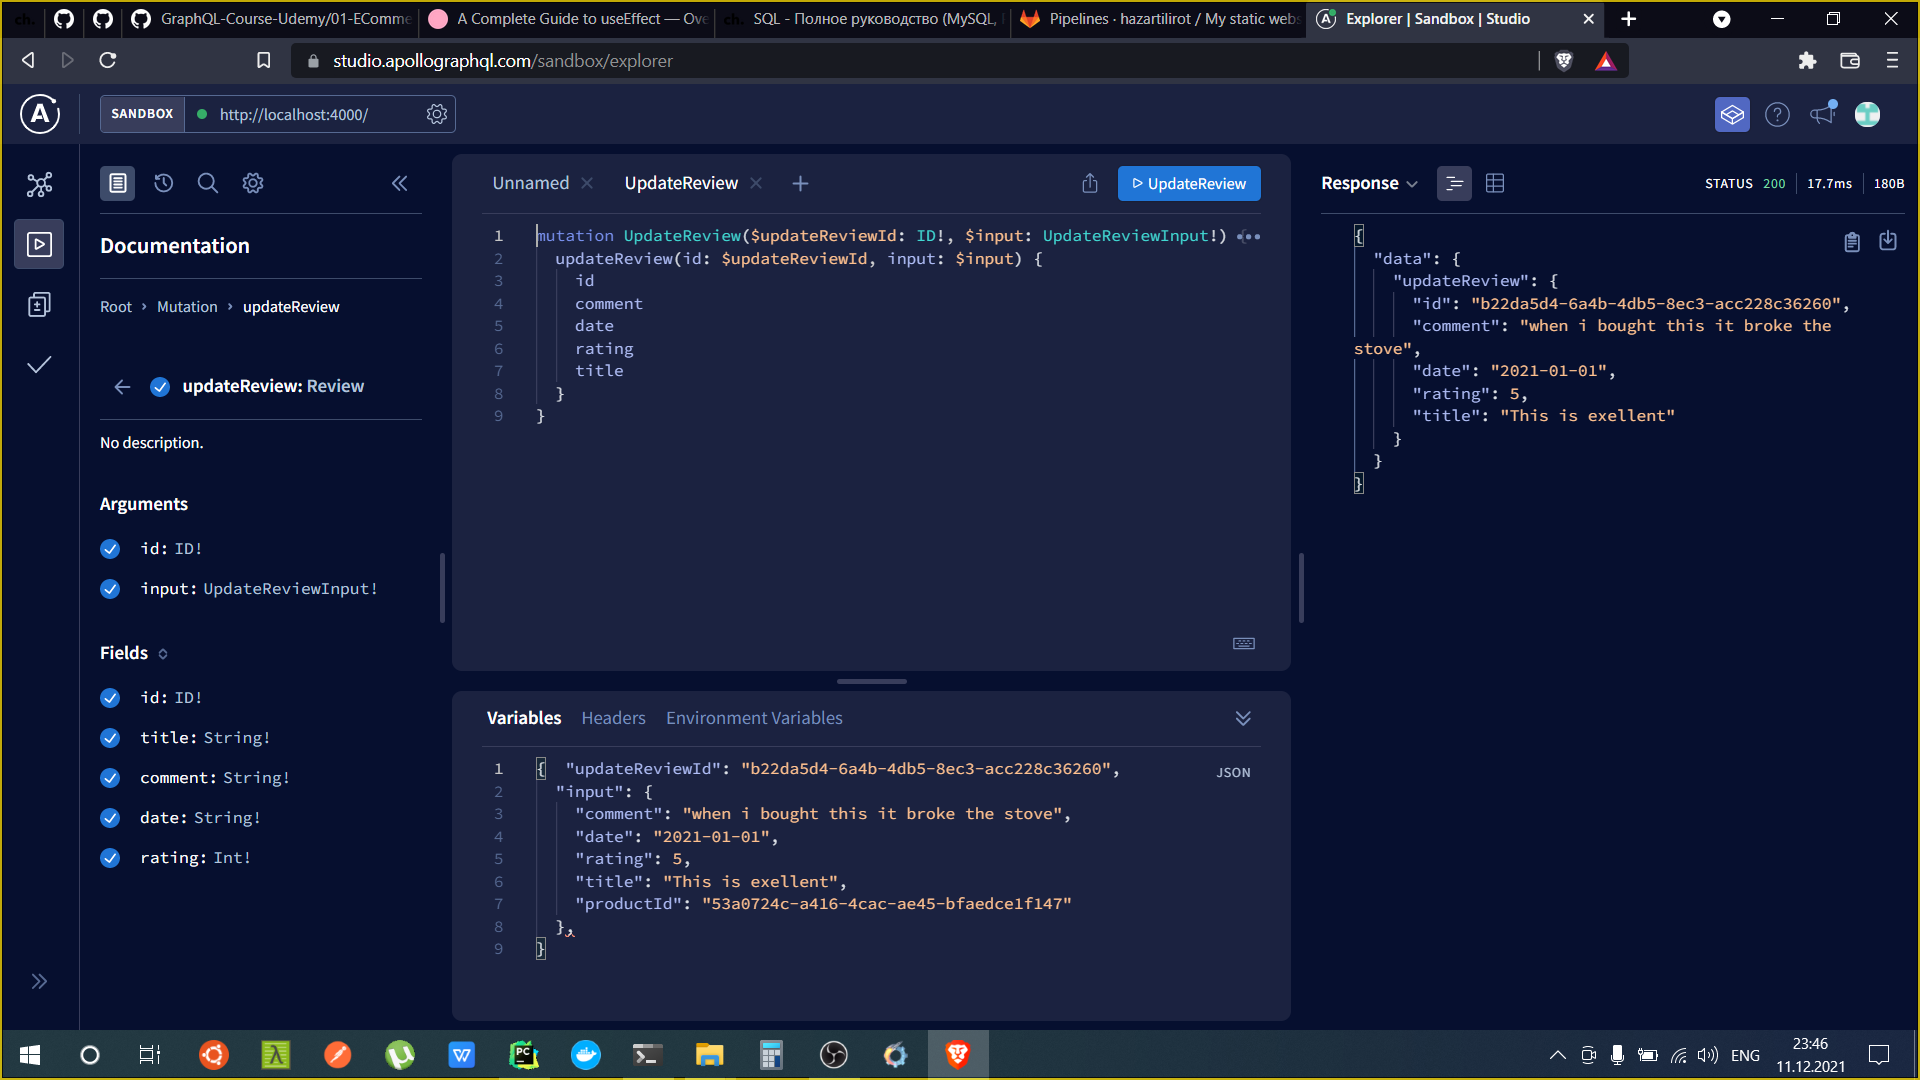 ch.
GraphQL-Course-Udemy/01-EComme
A Complete Guide to useEffect — Ove
ch. SQL - Полное руководство (MySQL,
Pipelines · hazartilirot / My static webs
Explorer | Sandbox | Studio
studio.apollographql.com/sandbox/explorer
SANDBOX
http://localhost:4000/
Documentation
Root › Mutation › updateReview
updateReview: Review
No description.
Arguments
id: ID!
input: UpdateReviewInput!
Fields
id: ID!
title: String!
comment: String!
date: String!
rating: Int!
Unnamed
UpdateReview
UpdateReview
1 mutation UpdateReview($updateReviewId: ID!, $input: UpdateReviewInput!)
2 updateReview(id: $updateReviewId, input: $input) {
3 id
4 comment
5 date
6 rating
7 title
8 }
9 }
Variables Headers Environment Variables
JSON
1 { "updateReviewId": "b22da5d4-6a4b-4db5-8ec3-acc228c36260",
2 "input": {
3 "comment": "when i bought this it broke the stove",
4 "date": "2021-01-01",
5 "rating": 5,
6 "title": "This is exellent",
7 "productId": "53a0724c-a416-4cac-ae45-bfaedce1f147"
8 },
9 }
Response
STATUS 200 17.7ms 180B
{
"data": {
"updateReview": {
"id": "b22da5d4-6a4b-4db5-8ec3-acc228c36260",
"comment": "when i bought this it broke the
stove",
"date": "2021-01-01",
"rating": 5,
"title": "This is exellent"
}
}
}
ENG
23:46
11.12.2021